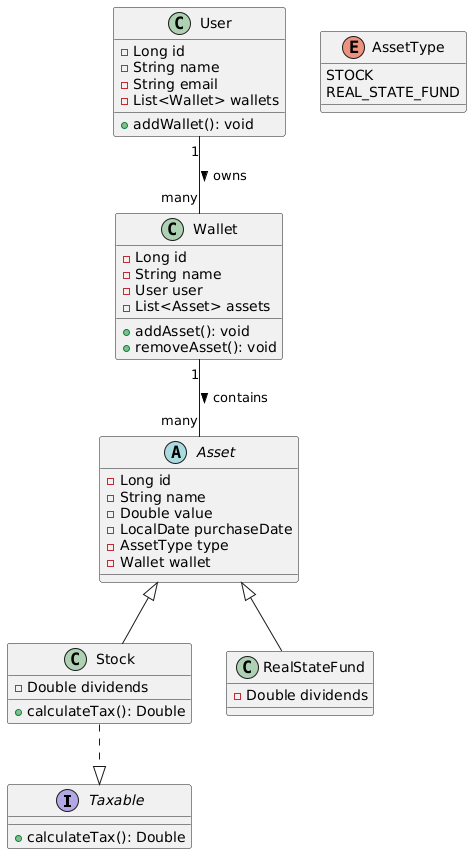 C User
Long id
String name
String email
List<Wallet> wallets
addWallet(): void
E AssetType
STOCK
REAL_STATE_FUND
1
owns
many
C Wallet
Long id
String name
User user
List<Asset> assets
addAsset(): void
removeAsset(): void
1
contains
many
A Asset
Long id
String name
Double value
LocalDate purchaseDate
AssetType type
Wallet wallet
C Stock
Double dividends
calculateTax(): Double
C RealStateFund
Double dividends
I Taxable
calculateTax(): Double